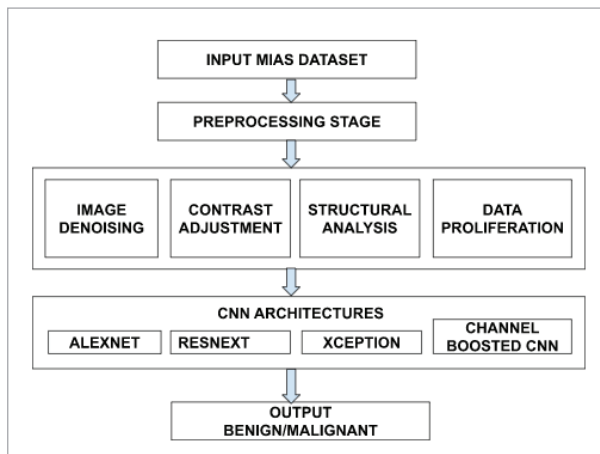 INPUT MIAS DATASET
PREPROCESSING STAGE
IMAGE
DENOISING
CONTRAST
ADJUSTMENT
STRUCTURAL
ANALYSIS
DATA
PROLIFERATION
CNN ARCHITECTURES
ALEXNET
RESNEXT
XCEPTION
CHANNEL
BOOSTED CNN
OUTPUT
BENIGN/MALIGNANT